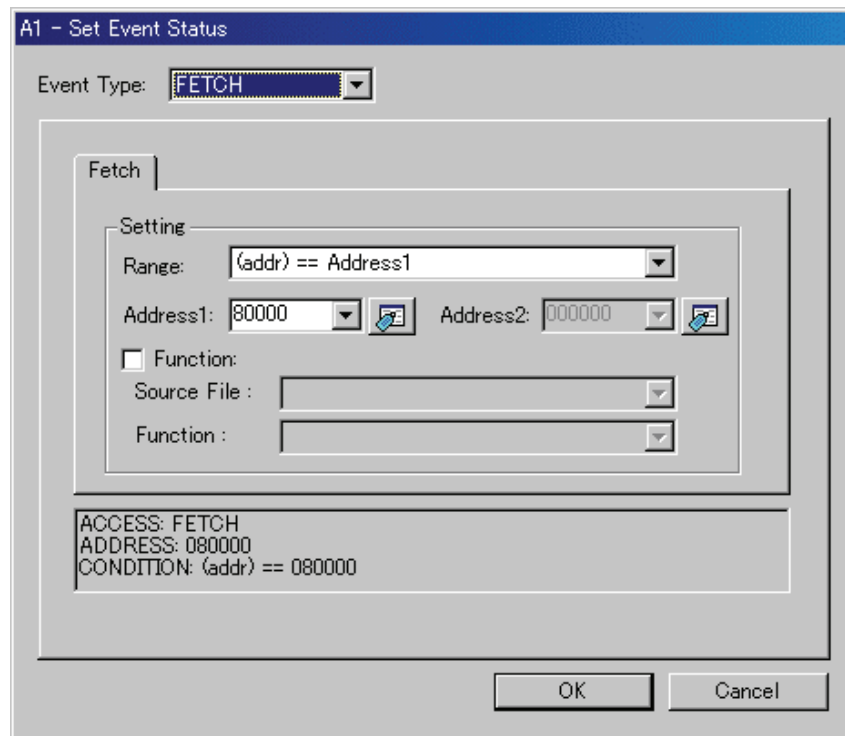 A1 - Set Event Status
Event Type: FETCH
Fetch
Setting
Range: (addr) == Address1
Address1: 80000 Address2: 000000
Function:
Source File :
Function :
ACCESS: FETCH
ADDRESS: 080000
CONDITION: (addr) == 080000
OK Cancel